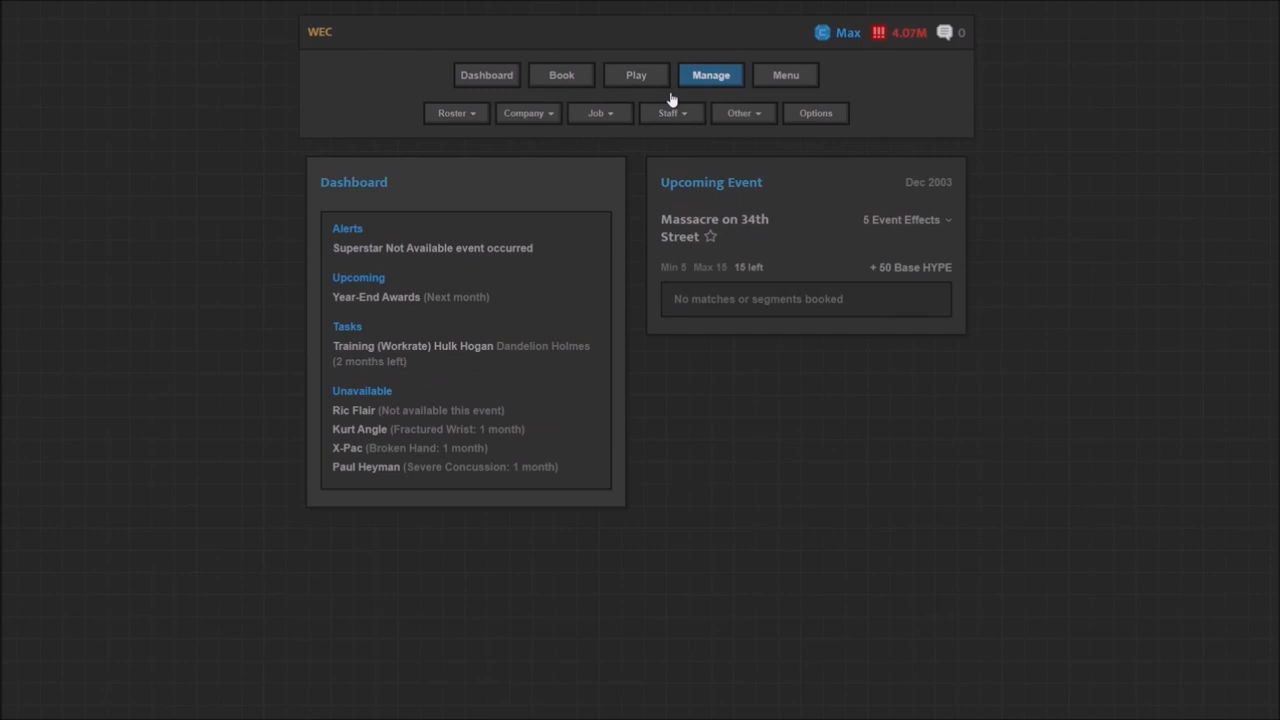 WEC
Max 4.07M 0
Dashboard Book Play Manage Menu
Roster Company Job Staff Other Options
Dashboard
Alerts
Superstar Not Available event occurred
Upcoming
Year-End Awards (Next month)
Tasks
Training (Workrate) Hulk Hogan Dandelion Holmes
(2 months left)
Unavailable
Ric Flair (Not available this event)
Kurt Angle (Fractured Wrist: 1 month)
X-Pac (Broken Hand: 1 month)
Paul Heyman (Severe Concussion: 1 month)
Upcoming Event Dec 2003
Massacre on 34th
Street
5 Event Effects
Min 5 Max 15 15 left + 50 Base HYPE
No matches or segments booked